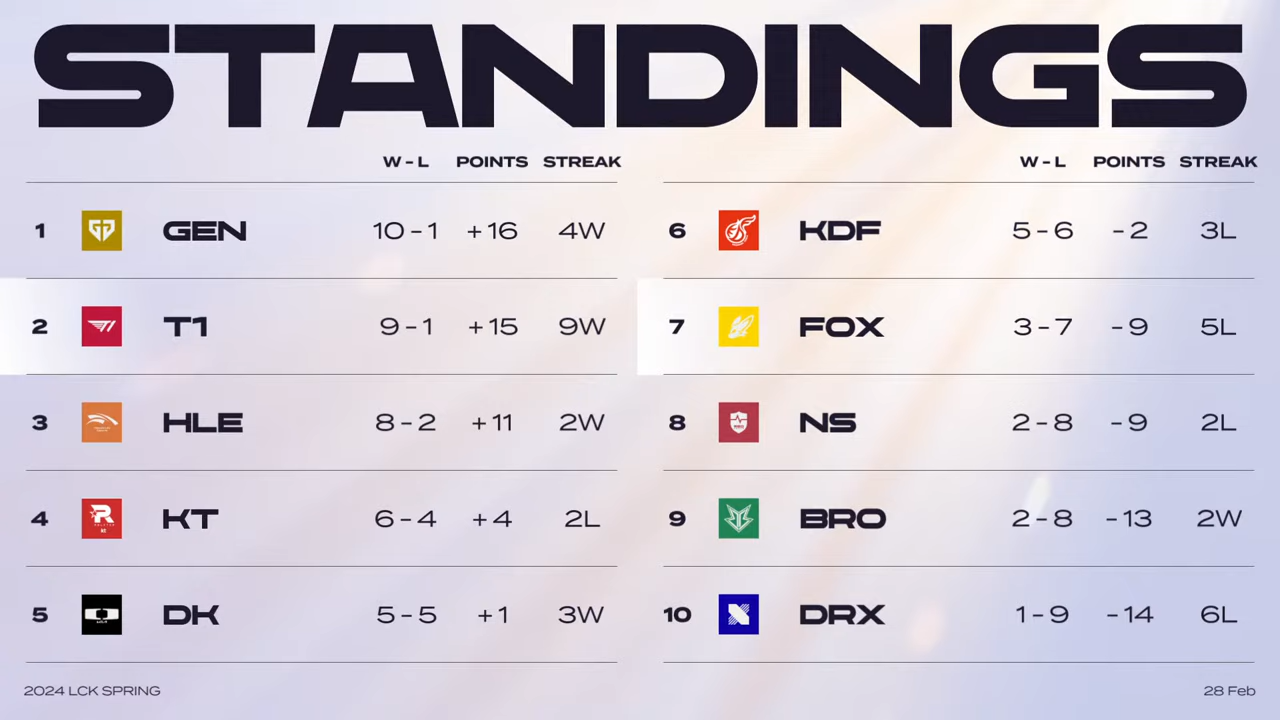 STANDINGS
W - L POINTS STREAK
1 GEN 10 - 1 +16 4W
2 T1 9 - 1 +15 9W
3 HLE 8 - 2 +11 2W
4 KT 6 - 4 +4 2L
5 DK 5 - 5 +1 3W
W - L POINTS STREAK
6 KDF 5 - 6 -2 3L
7 FOX 3 - 7 -9 5L
8 NS 2 - 8 -9 2L
9 BRO 2 - 8 -13 2W
10 DRX 1 - 9 -14 6L
2024 LCK SPRING
28 Feb